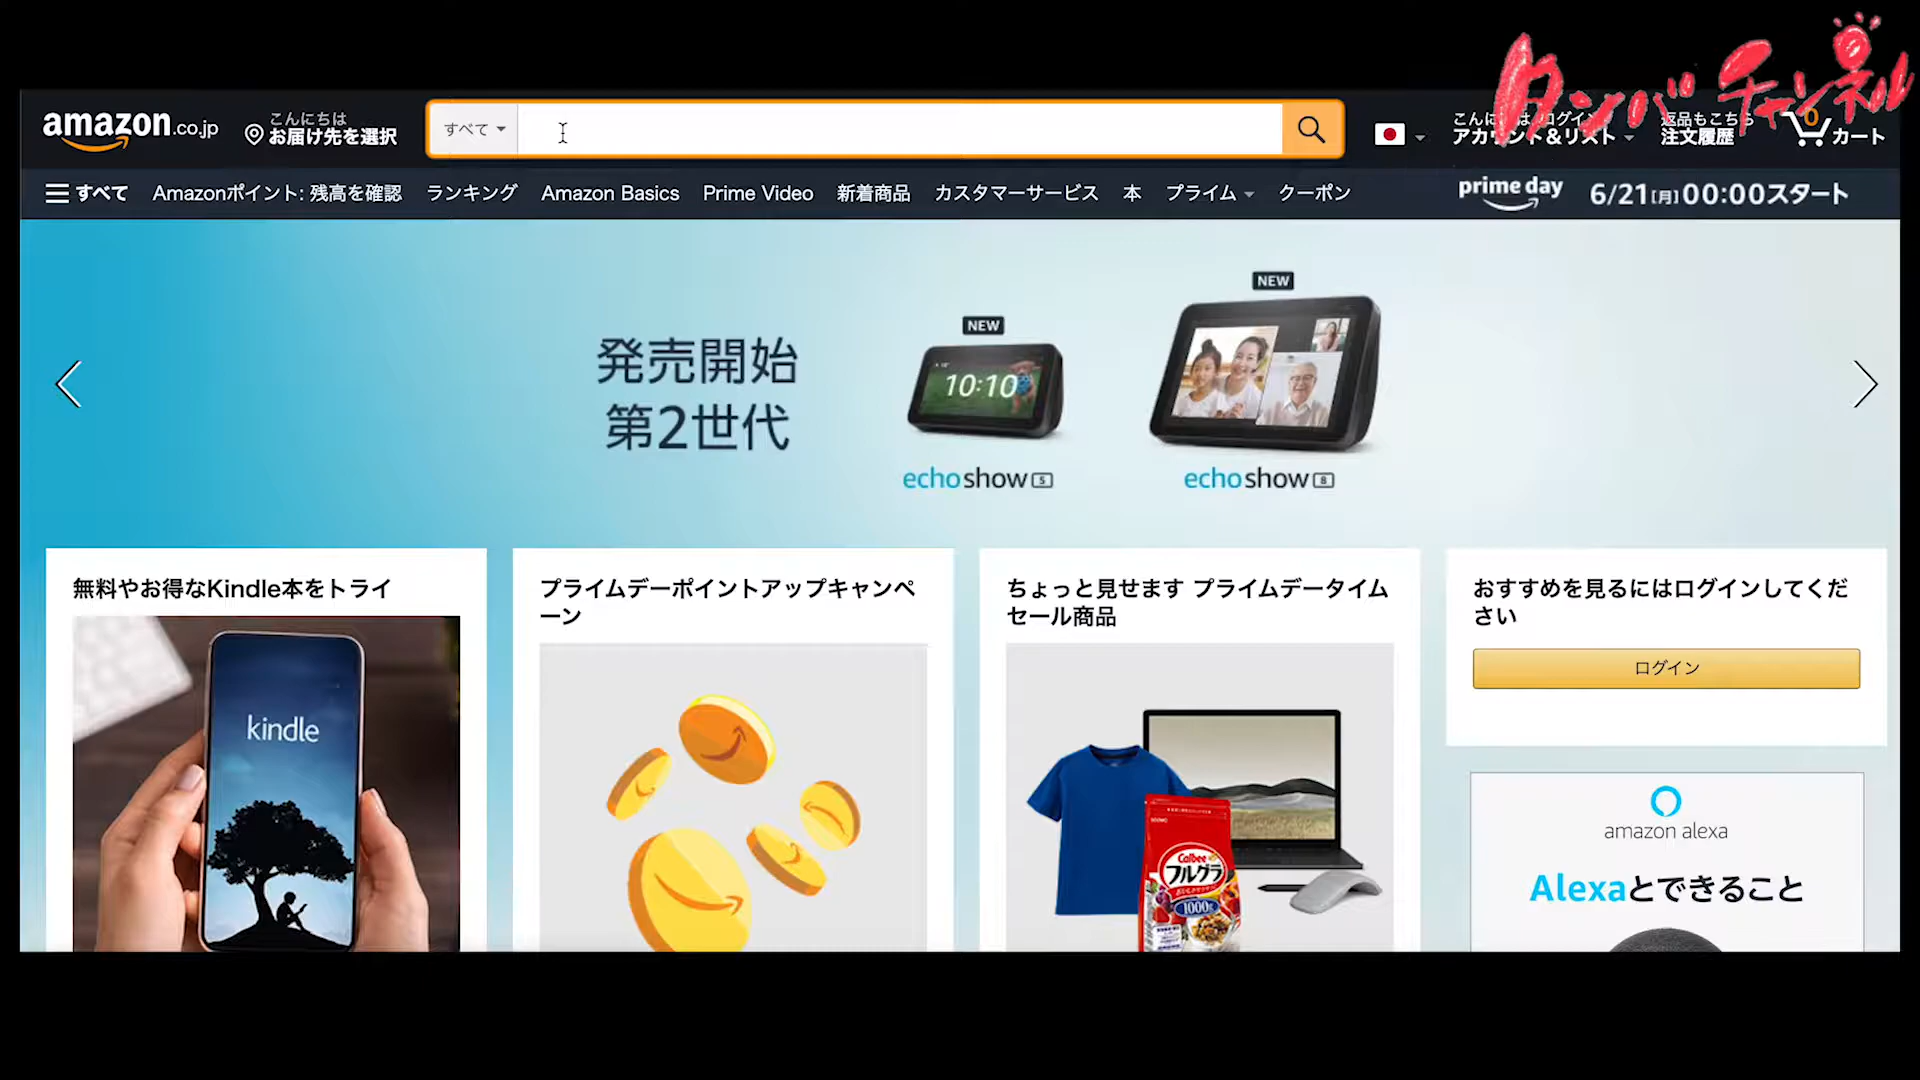 タンバチャンネル
amazon.co.jp
こんにちは
お届け先を選択
すべて
アカウント&リスト
返品もこちら
注文履歴
0
カート
すべて
Amazonポイント: 残高を確認
ランキング
Amazon Basics
Prime Video
新着商品
カスタマーサービス
本
プライム
クーポン
prime day
6/21[月]00:00スタート
発売開始
第2世代
NEW
10:10
echo show 5
NEW
echo show 8
無料やお得なKindle本をトライ
kindle
プライムデーポイントアップキャンペ
ーン
ちょっと見せます プライムデータイム
セール商品
Calbee
フルグラ
1000g
おすすめを見るにはログインしてくだ
さい
ログイン
amazon alexa
Alexaとできること